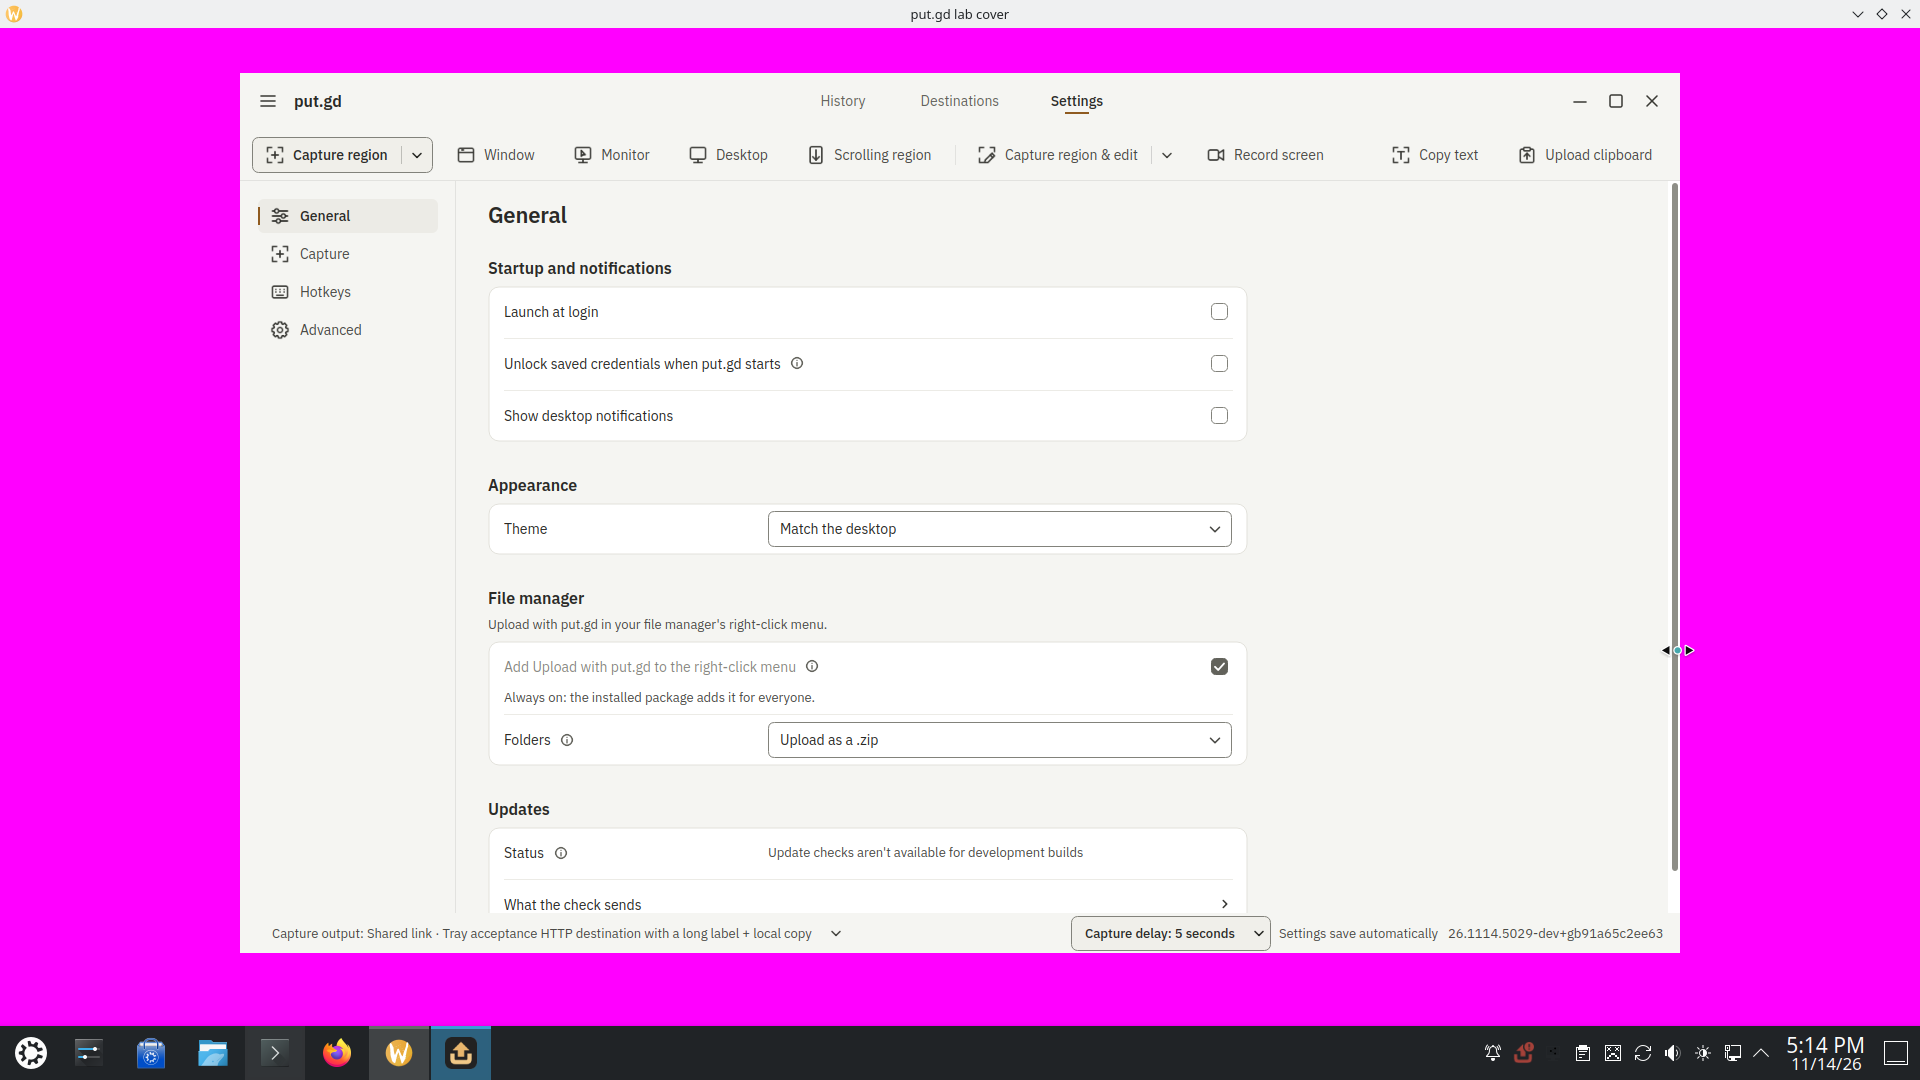 put.gd lab cover
put.gd
History
Destinations
Settings
Capture region
Window
Monitor
Desktop
Scrolling region
Capture region & edit
Record screen
Copy text
Upload clipboard
General
Capture
Hotkeys
Advanced
General
Startup and notifications
Launch at login
Unlock saved credentials when put.gd starts
Show desktop notifications
Appearance
Theme
Match the desktop
File manager
Upload with put.gd in your file manager's right-click menu.
Add Upload with put.gd to the right-click menu
Always on: the installed package adds it for everyone.
Folders
Upload as a .zip
Updates
Status
Update checks aren't available for development builds
What the check sends
Capture output: Shared link · Tray acceptance HTTP destination with a long label + local copy
Capture delay: 5 seconds
Settings save automatically
26.1114.5029-dev+gb91a65c2ee63
5:14 PM
11/14/26